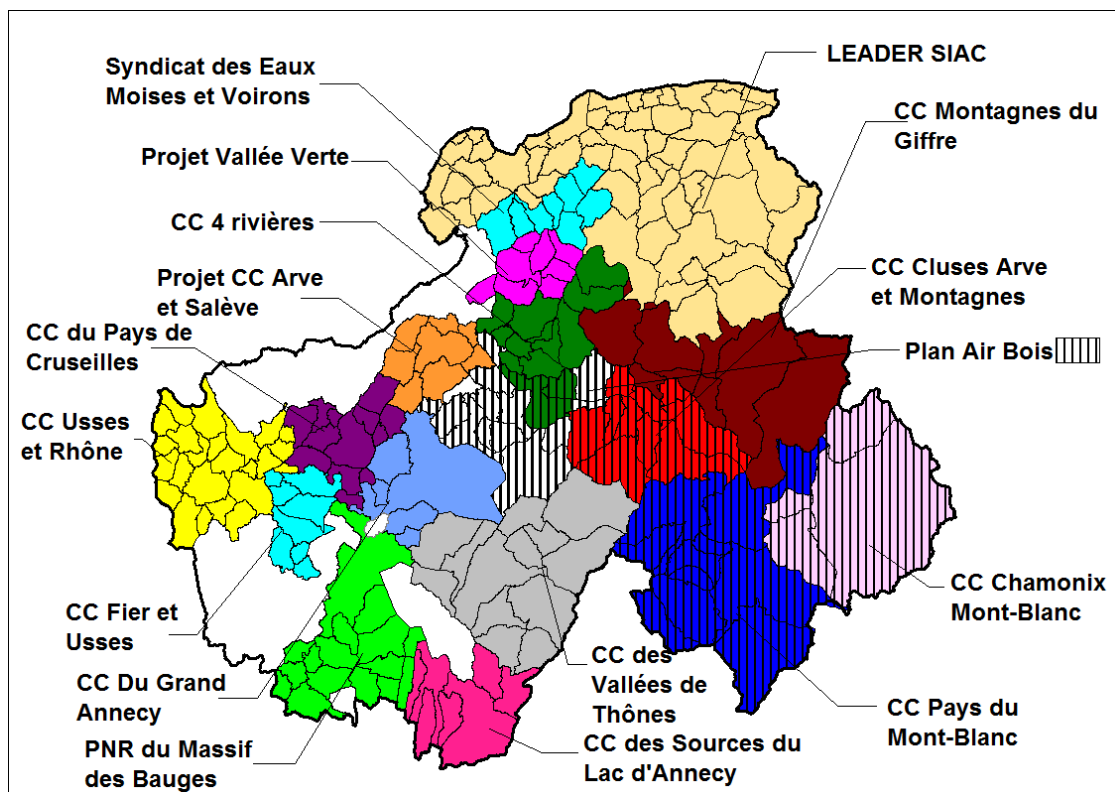 LEADER SIAC
Syndicat des Eaux
Moises et Voirons
CC Montagnes du
Giffre
Projet Vallée Verte
CC 4 rivières
CC Cluses Arve
et Montagnes
Projet CC Arve
et Salève
CC du Pays de
Cruseilles
Plan Air Bois
CC Usses
et Rhône
CC Chamonix
Mont-Blanc
CC Fier et
Usses
CC des
Vallées de
Thônes
CC Du Grand
Annecy
CC Pays du
Mont-Blanc
PNR du Massif
des Bauges
CC des Sources du
Lac d'Annecy